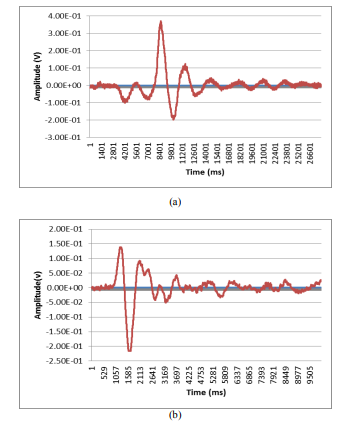 4.00E-01
3.00E-01
2.00E-01
1.00E-01
0.00E+00
-1.00E-01
-2.00E-01
-3.00E-01
Amplitude (V)
1
1401
2801
4201
5601
7001
8401
9801
11201
12601
14001
15401
16801
18201
19601
21001
22401
23801
25201
26601
Time (ms)
(a)
2.00E-01
1.50E-01
1.00E-01
5.00E-02
0.00E+00
-5.00E-02
-1.00E-01
-1.50E-01
-2.00E-01
-2.50E-01
Amplitude(v)
1
529
1057
1585
2113
2641
3169
3697
4225
4753
5281
5809
6337
6865
7393
7921
8449
8977
9505
Time (ms)
(b)